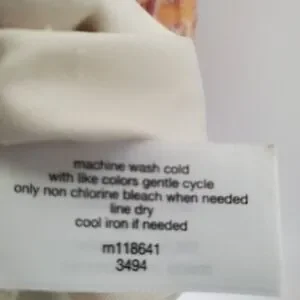 machine wash cold
with like colors gentle cycle
only non chlorine bleach when needed
line dry
cool iron if needed
m118641
3494